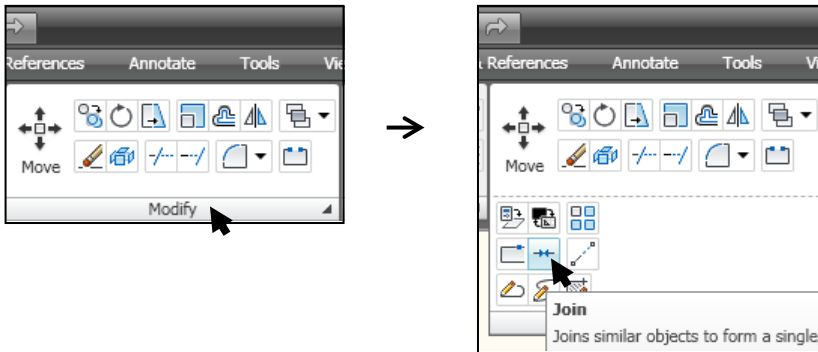 References Annotate Tools
Move
Modify
References Annotate Tools
Move
Join
Joins similar objects to form a single